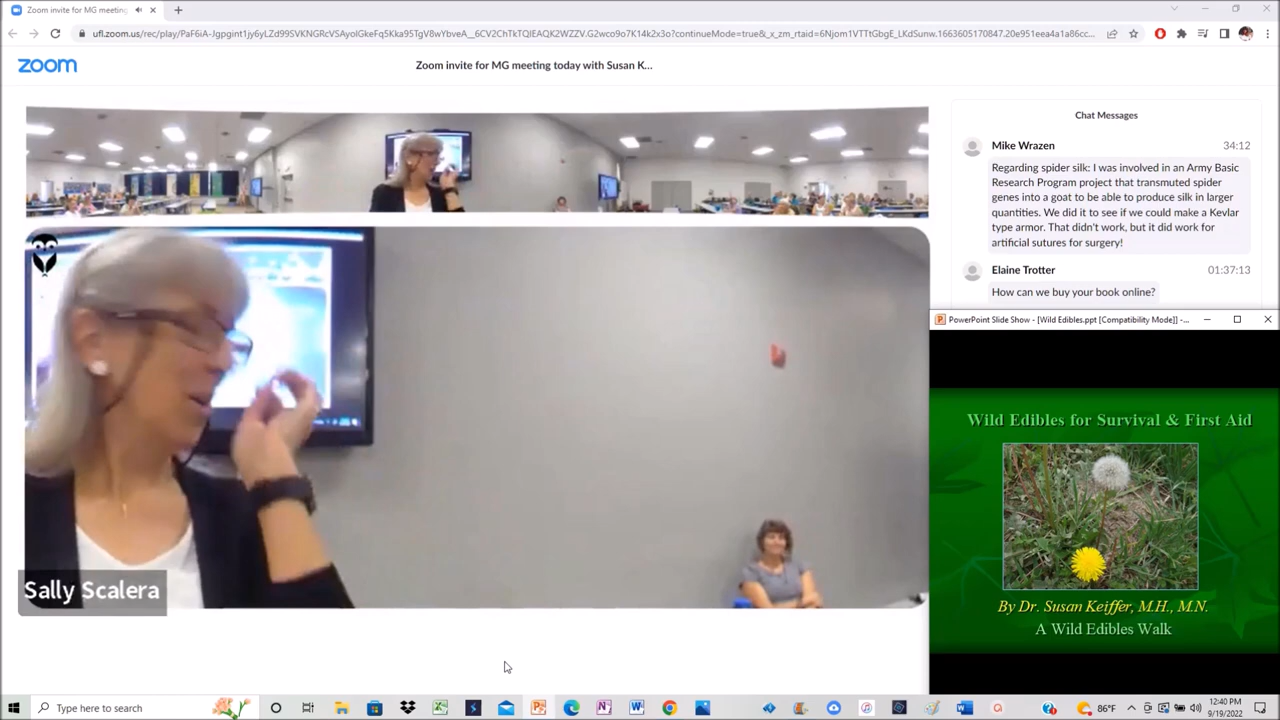 Zoom invite for MG meeting
ufl.zoom.us/rec/play/
zoom
Zoom invite for MG meeting today with Susan K...
Chat Messages
Mike Wrazen
34:12
Regarding spider silk: I was involved in an Army Basic
Research Program project that transmuted spider
genes into a goat to be able to produce silk in larger
quantities. We did it to see if we could make a Kevlar
type armor. That didn't work, but it did work for
artificial sutures for surgery!
Elaine Trotter
01:37:13
How can we buy your book online?
PowerPoint Slide Show - [Wild Edibles.ppt [Compatibility Mode]] -...
Wild Edibles for Survival & First Aid
By Dr. Susan Keiffer, M.H., M.N.
A Wild Edibles Walk
Sally Scalera
Type here to search
86°F
12:40 PM
9/19/2022